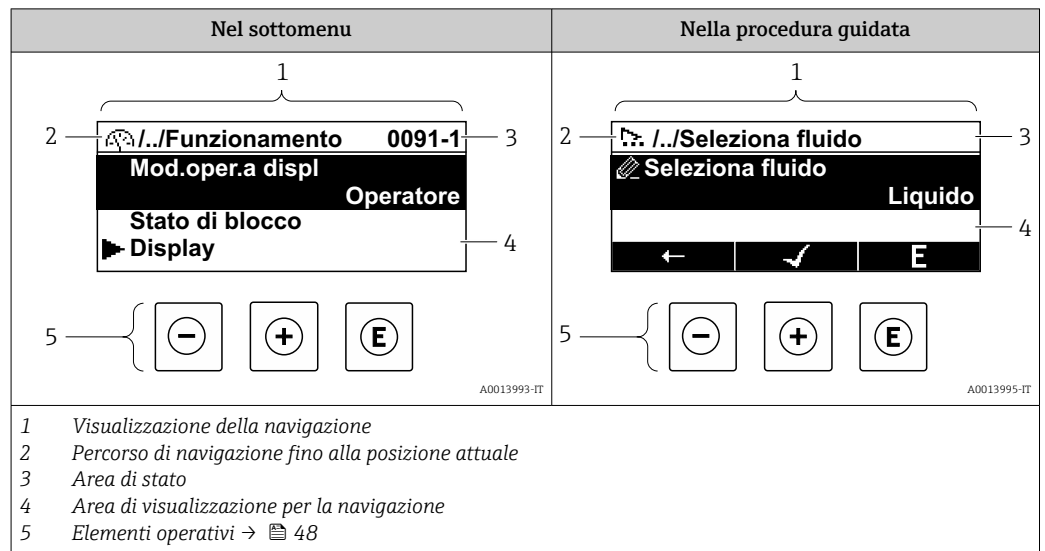 Nel sottomenu
Nella procedura guidata
1
2
/../Funzionamento 0091-1
3
Mod.oper.a displ
Operatore
Stato di blocco
Display
4
5
E
A0013993-IT
1
2
/../Seleziona fluido
3
Seleziona fluido
Liquido
4
E
5
E
A0013995-IT
1 Visualizzazione della navigazione
2 Percorso di navigazione fino alla posizione attuale
3 Area di stato
4 Area di visualizzazione per la navigazione
5 Elementi operativi → 48